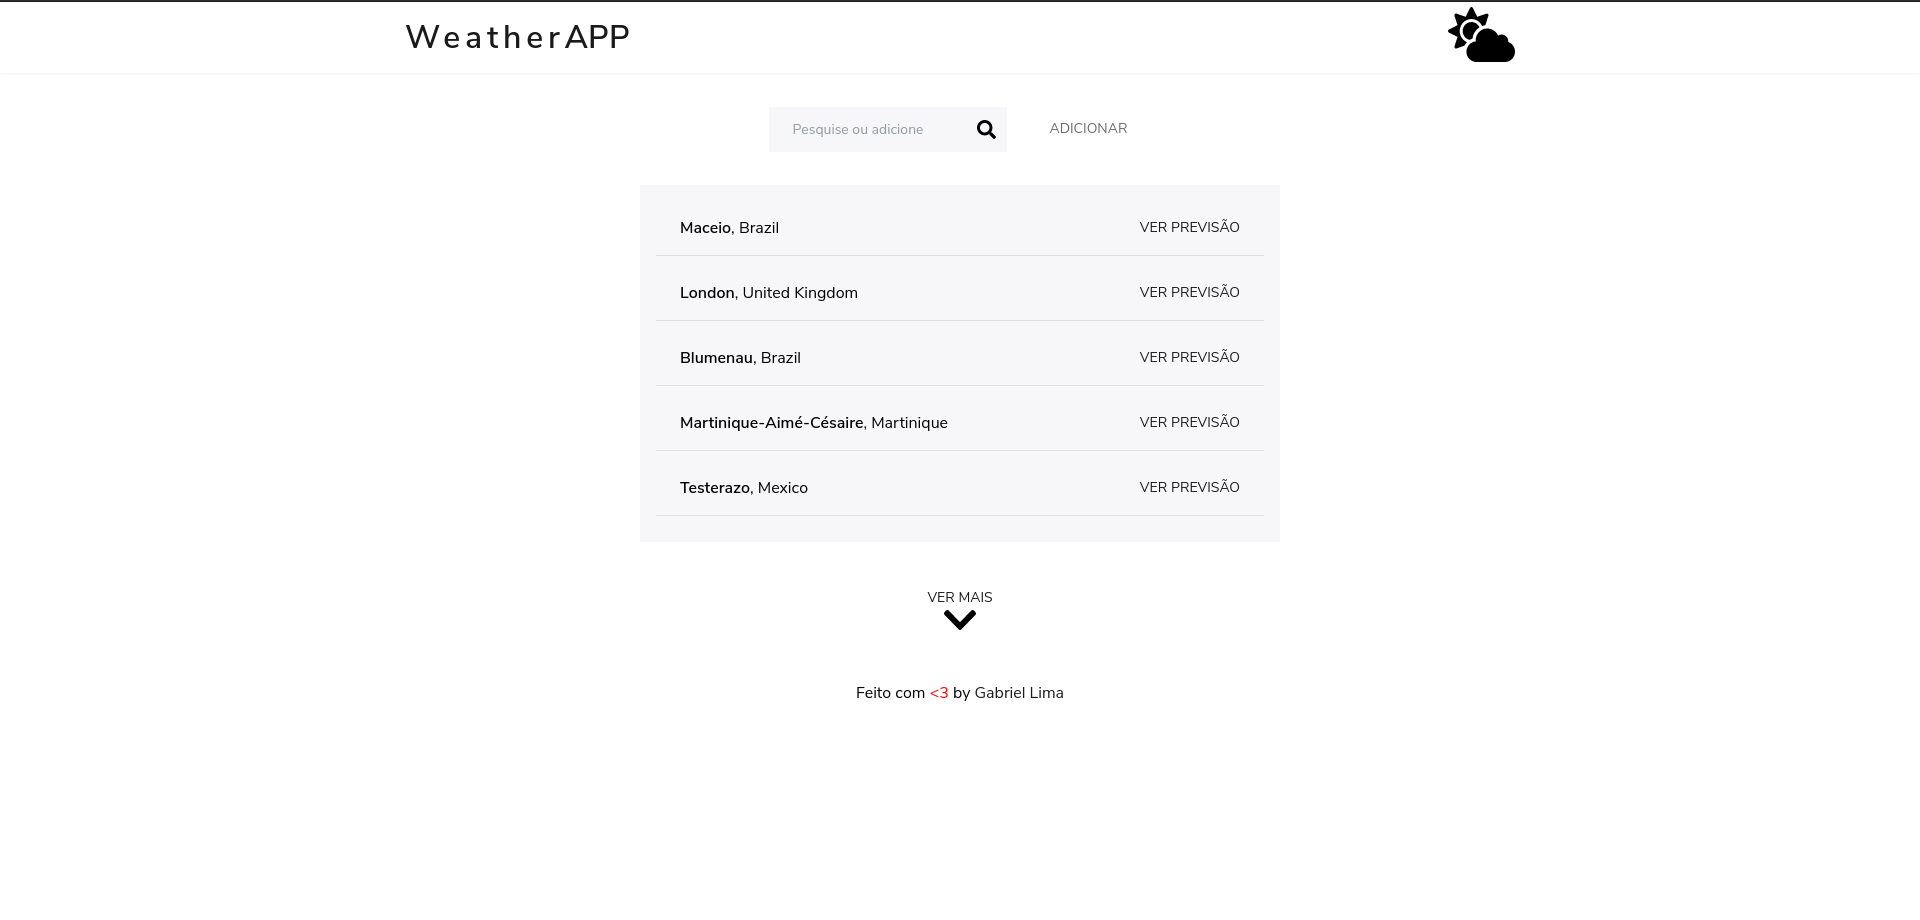 WeatherAPP
Pesquise ou adicione
ADICIONAR
Maceio, Brazil VER PREVISÃO
London, United Kingdom VER PREVISÃO
Blumenau, Brazil VER PREVISÃO
Martinique-Aimé-Césaire, Martinique VER PREVISÃO
Testerazo, Mexico VER PREVISÃO
VER MAIS
Feito com <3 by Gabriel Lima